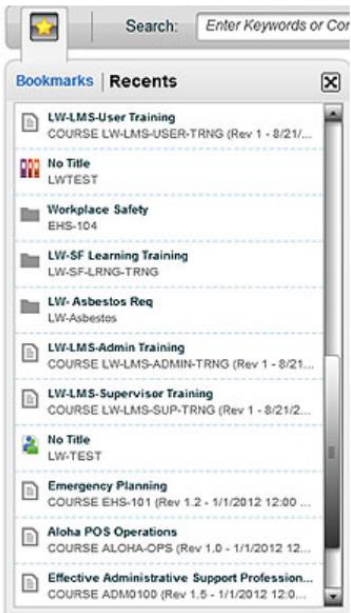 Search: Enter Keywords or Cor
Bookmarks | Recents
LW-LMS-User Training
COURSE LW-LMS-USER-TRNG (Rev 1 - 8/21/...
No Title
LWTEST
Workplace Safety
EHS-104
LW-SF Learning Training
LW-SF-LRNG-TRNG
LW- Asbestos Req
LW-Asbestos
LW-LMS-Admin Training
COURSE LW-LMS-ADMIN-TRNG (Rev 1 - 8/21...
LW-LMS-Supervisor Training
COURSE LW-LMS-SUP-TRNG (Rev 1 - 8/21/2...
No Title
LW-TEST
Emergency Planning
COURSE EHS-101 (Rev 1.2 - 1/1/2012 12:00 ...
Aloha POS Operations
COURSE ALOHA-OPS (Rev 1.0 - 1/1/2012 12...
Effective Administrative Support Profession...
COURSE ADM0100 (Rev 1.5 - 1/1/2012 12:0...